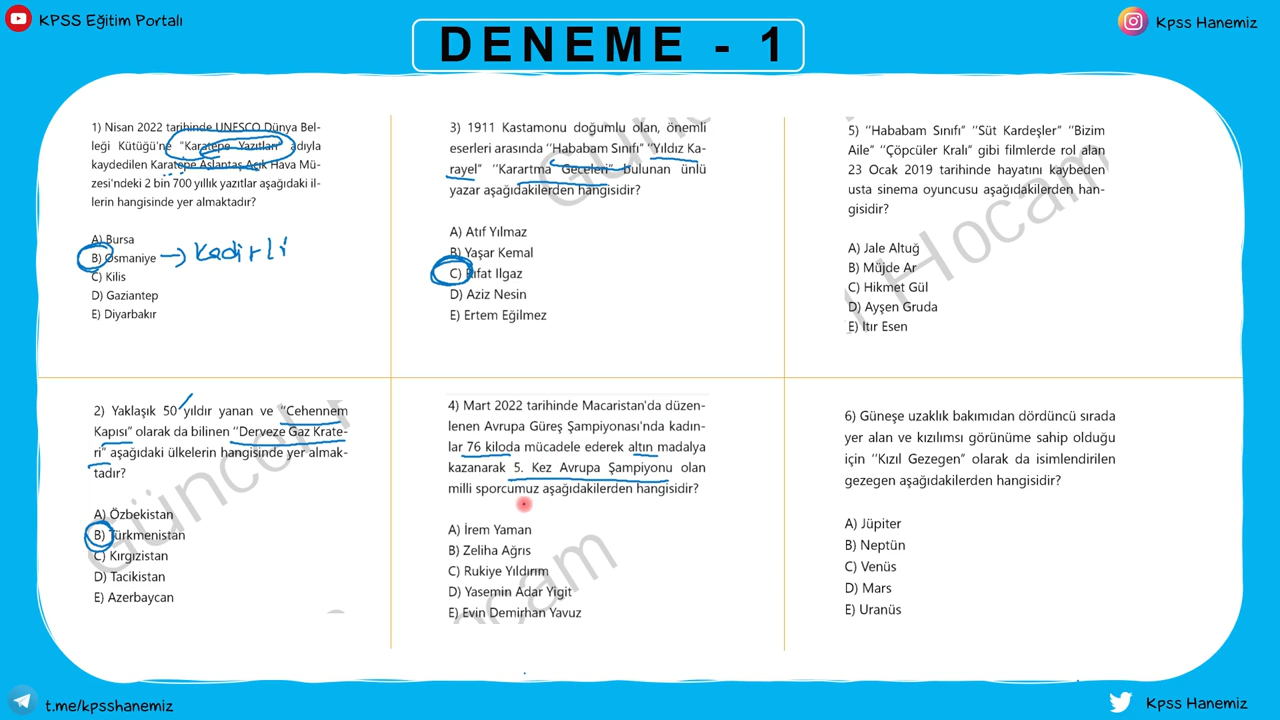 KPSS Eğitim Portalı
DENEME - 1
Kpss Hanemiz
1) Nisan 2022 tarihinde UNESCO Dünya Bel-
leği Kütüğü'ne "Karatepe Yazıtları" adıyla
kaydedilen Karatepe Aslantaş Açık Hava Mü-
zesi'ndeki 2 bin 700 yıllık yazıtlar aşağıdaki il-
lerin hangisinde yer almaktadır?
A) Bursa
B) Osmaniye → Kadirli
C) Kilis
D) Gaziantep
E) Diyarbakır
2) Yaklaşık 50 yıldır yanan ve "Cehennem
Kapısı" olarak da bilinen "Derveze Gaz Krate-
ri" aşağıdaki ülkelerin hangisinde yer almak-
tadır?
A) Özbekistan
B) Türkmenistan
C) Kırgızistan
D) Tacikistan
E) Azerbaycan
3) 1911 Kastamonu doğumlu olan, önemli
eserleri arasında "Hababam Sınıfı" "Yıldız Ka-
rayel" "Karartma Geceleri" bulunan ünlü
yazar aşağıdakilerden hangisidir?
A) Atıf Yılmaz
B) Yaşar Kemal
C) Rıfat Ilgaz
D) Aziz Nesin
E) Ertem Eğilmez
4) Mart 2022 tarihinde Macaristan'da düzen-
lenen Avrupa Güreş Şampiyonası'nda kadın-
lar 76 kiloda mücadele ederek altın madalya
kazanarak 5. Kez Avrupa Şampiyonu olan
milli sporcumuz aşağıdakilerden hangisidir?
A) İrem Yaman
B) Zeliha Ağrıs
C) Rukiye Yıldırım
D) Yasemin Adar Yigit
E) Evin Demirhan Yavuz
5) "Hababam Sınıfı" "Süt Kardeşler" "Bizim
Aile" "Çöpcüler Kralı" gibi filmlerde rol alan
23 Ocak 2019 tarihinde hayatını kaybeden
usta sinema oyuncusu aşağıdakilerden han-
gisidir?
A) Jale Altuğ
B) Müjde Ar
C) Hikmet Gül
D) Ayşen Gruda
E) Itır Esen
6) Güneşe uzaklık bakımından dördüncü sırada
yer alan ve kızılımsı görünüme sahip olduğu
için "Kızıl Gezegen" olarak da isimlendirilen
gezegen aşağıdakilerden hangisidir?
A) Jüpiter
B) Neptün
C) Venüs
D) Mars
E) Uranüs
t.me/kpsshanemiz
Kpss Hanemiz